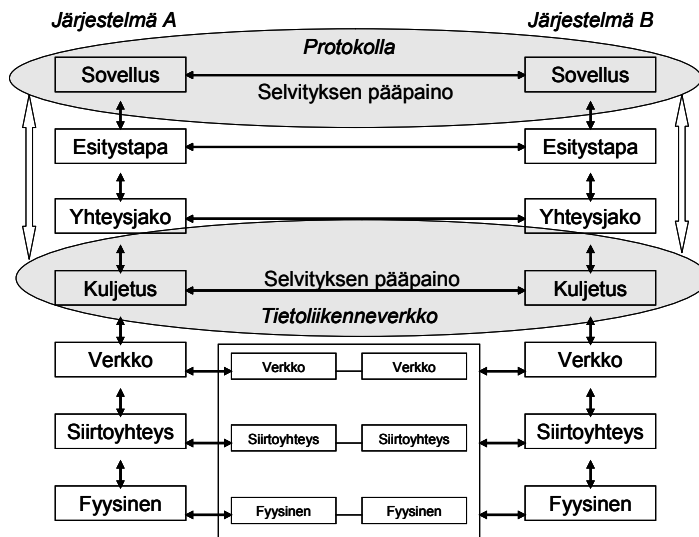 Järjestelmä A
Järjestelmä B
Protokolla
Sovellus
Sovellus
Selvityksen pääpaino
Esitystapa
Esitystapa
Yhteysjako
Yhteysjako
Selvityksen pääpaino
Kuljetus
Kuljetus
Tietoliikenneverkko
Verkko
Verkko
Verkko
Verkko
Siirtoyhteys
Siirtoyhteys
Siirtoyhteys
Siirtoyhteys
Fyysinen
Fyysinen
Fyysinen
Fyysinen